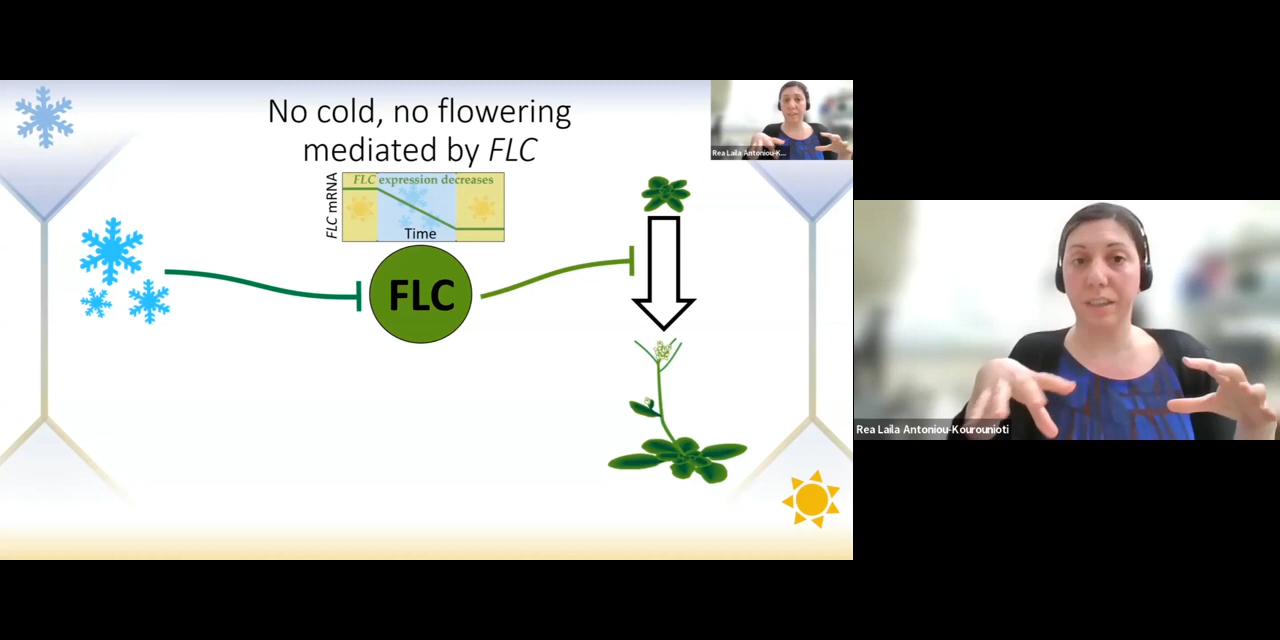 No cold, no flowering
mediated by FLC
Rea Laila Antoniou-K...
FLC expression decreases
FLC mRNA
Time
FLC
Rea Laila Antoniou-Kourounioti